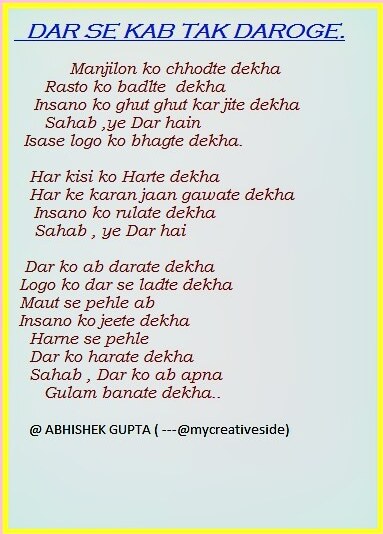 DAR SE KAB TAK DAROGE.
Manjilon ko chhodte dekha
Rasto ko badlte dekha
Insano ko ghut ghut kar jite dekha
Sahab ,ye Dar hain
Isase logo ko bhagte dekha.
Har kisi ko Harte dekha
Har ke karan jaan gawate dekha
Insano ko rulate dekha
Sahab , ye Dar hai
Dar ko ab darate dekha
Logo ko dar se ladte dekha
Maut se pehle ab
Insano ko jeete dekha
Harne se pehle
Dar ko harate dekha
Sahab , Dar ko ab apna
Gulam banate dekha..
@ ABHISHEK GUPTA ( ---@mycreativeside)